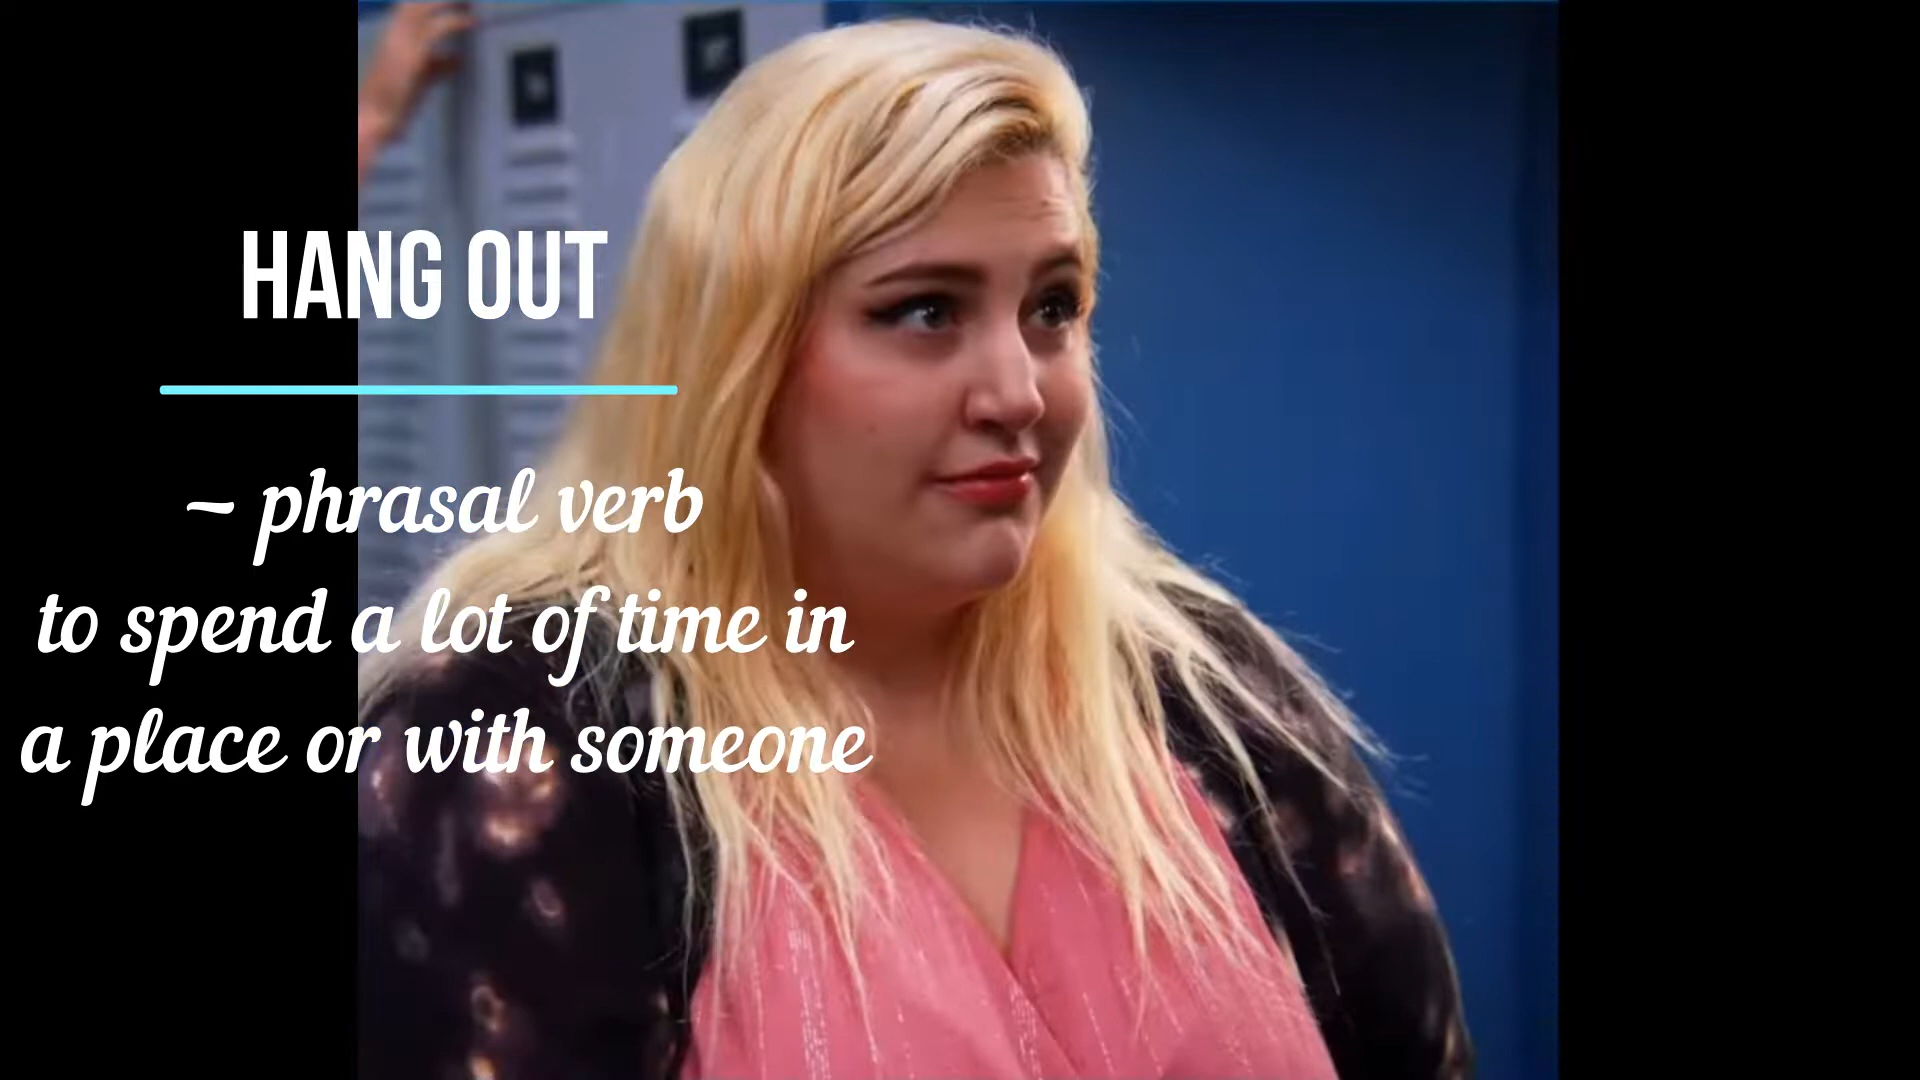 HANG OUT
– phrasal verb
to spend a lot of time in
a place or with someone